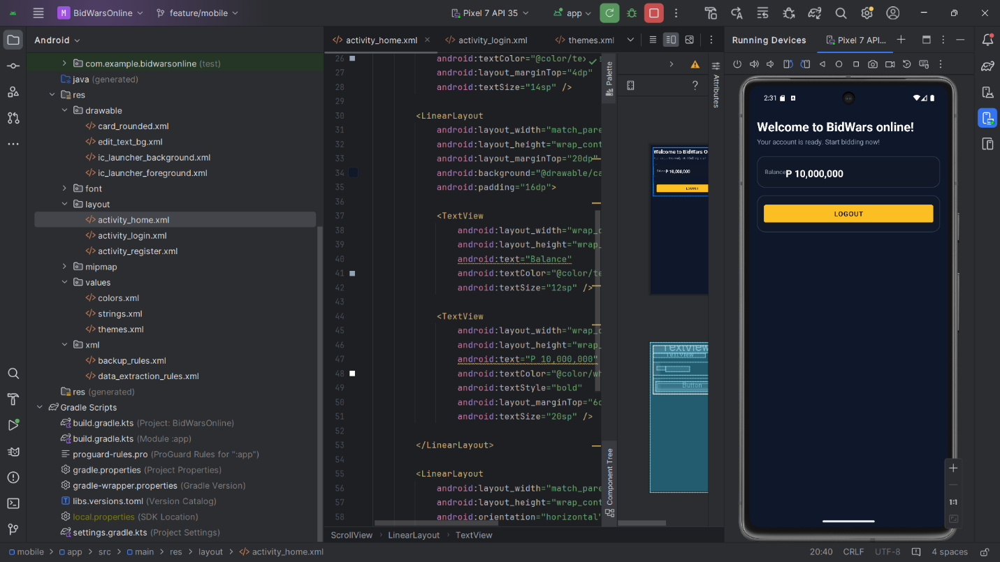 M BidWarsOnline feature/mobile Pixel 7 API 35 app
Android
com.example.bidwarsonline (test)
java (generated)
res
drawable
card_rounded.xml
edit_text_bg.xml
ic_launcher_background.xml
ic_launcher_foreground.xml
font
layout
activity_home.xml
activity_login.xml
activity_register.xml
mipmap
values
colors.xml
strings.xml
themes.xml
xml
backup_rules.xml
data_extraction_rules.xml
res (generated)
Gradle Scripts
build.gradle.kts (Project: BidWarsOnline)
build.gradle.kts (Module :app)
proguard-rules.pro (ProGuard Rules for ":app")
gradle.properties (Project Properties)
gradle-wrapper.properties (Gradle Version)
libs.versions.toml (Version Catalog)
local.properties (SDK Location)
settings.gradle.kts (Project Settings)
activity_home.xml activity_login.xml themes.xml
26 android:textColor="@color/te
27 android:layout_marginTop="4dp"
28 android:textSize="14sp" />
29
30 <LinearLayout
31 android:layout_width="match_pare
32 android:layout_height="wrap_cont
33 android:layout_marginTop="20dp"
34 android:background="@drawable/ca
35 android:padding="16dp">
36
37 <TextView
38 android:layout_width="wrap_c
39 android:layout_height="wrap_
40 android:text="Balance"
41 android:textColor="@color/te
42 android:textSize="12sp" />
43
44 <TextView
45 android:layout_width="wrap_c
46 android:layout_height="wrap_
47 android:text="P 10,000,000"
48 android:textColor="@color/wh
49 android:textStyle="bold"
50 android:layout_marginTop="6d
51 android:textSize="20sp" />
52
53 </LinearLayout>
54
55 <LinearLayout
56 android:layout_width="match_pare
57 android:layout_height="wrap_cont
58 android:orientation="horizontal"
ScrollView LinearLayout TextView
Palette
Component Tree
?
Attributes
Welcome to BidWars O
Balance P 10,000,000
LOGOUT
TextView
TextView
Button
Running Devices Pixel 7 API...
2:31
Welcome to BidWars online!
Your account is ready. Start bidding now!
Balance P 10,000,000
LOGOUT
1:1
mobile app src main res layout activity_home.xml
20:40 CRLF UTF-8 4 spaces